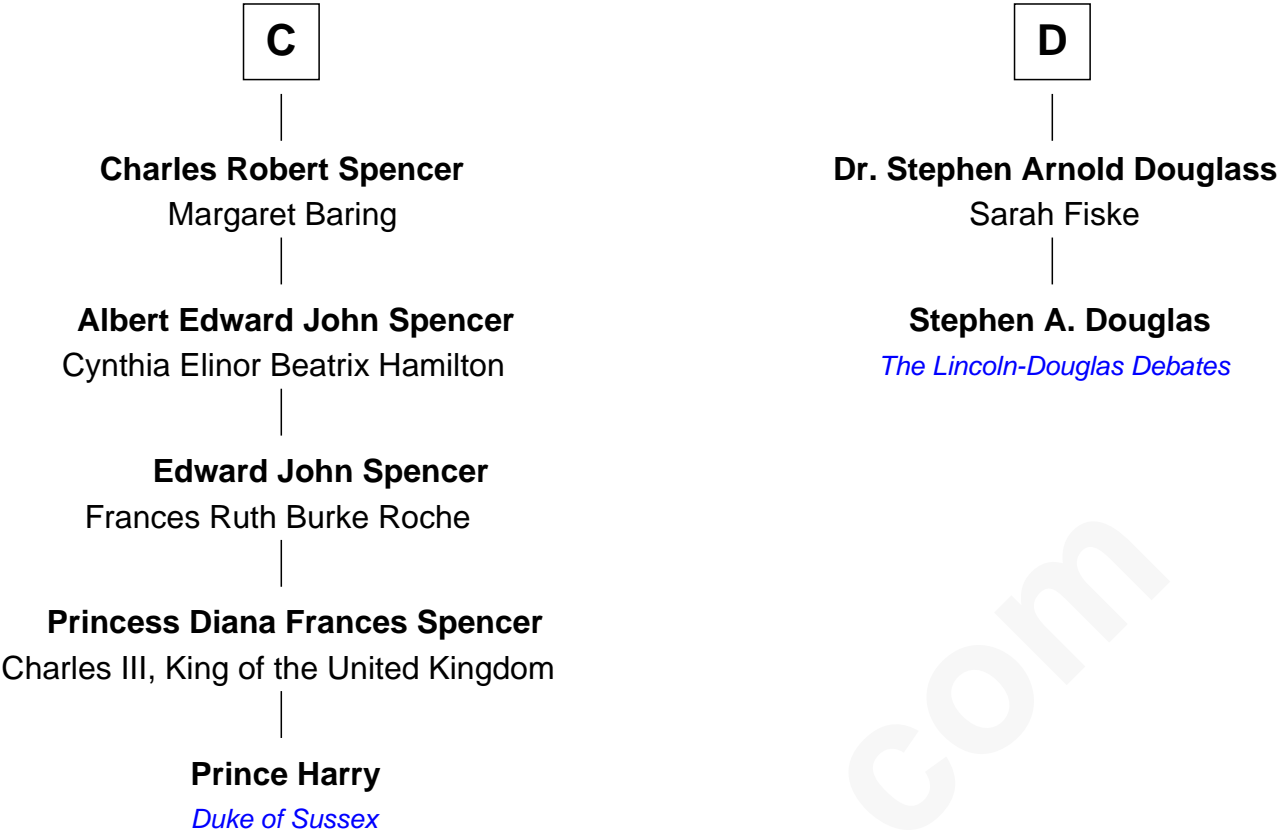 C
Charles Robert Spencer
Margaret Baring
Albert Edward John Spencer
Cynthia Elinor Beatrix Hamilton
Edward John Spencer
Frances Ruth Burke Roche
Princess Diana Frances Spencer
Charles III, King of the United Kingdom
Prince Harry
Duke of Sussex
D
Dr. Stephen Arnold Douglass
Sarah Fiske
Stephen A. Douglas
The Lincoln-Douglas Debates
com